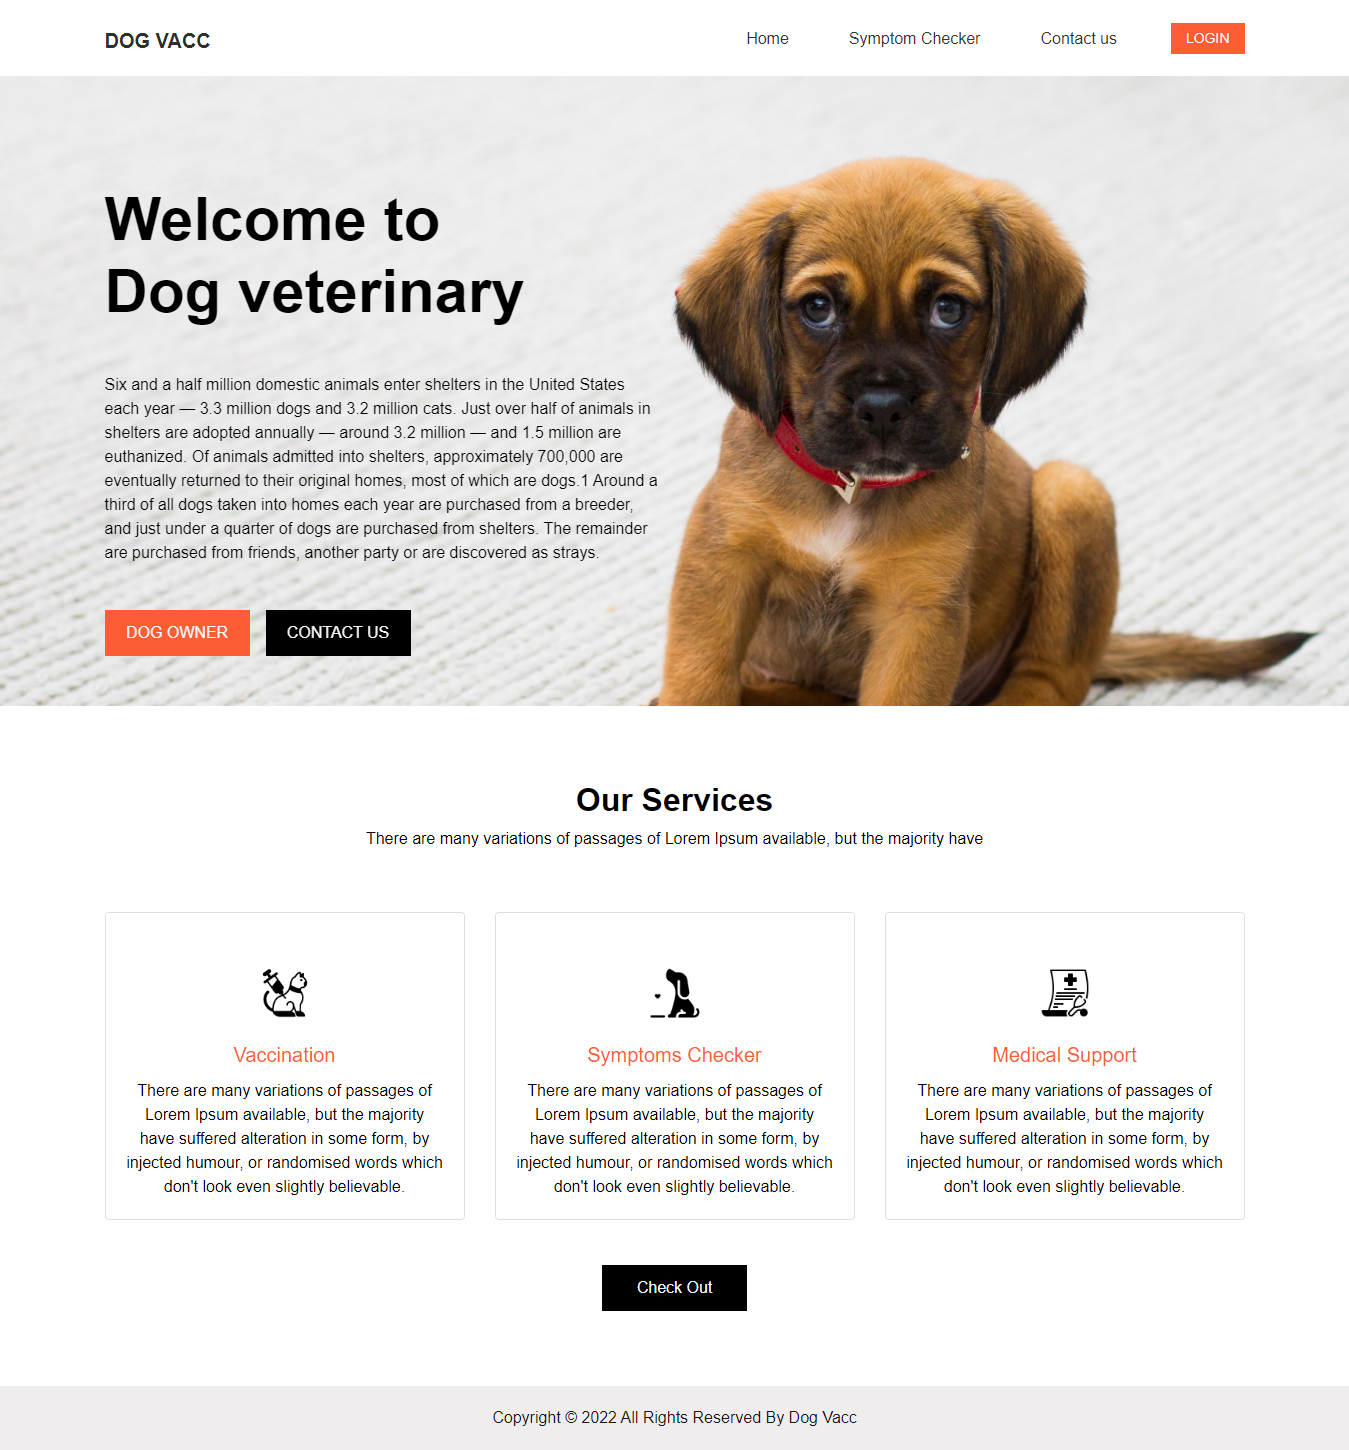 DOG VACC
Home
Symptom Checker
Contact us
LOGIN
Welcome to
Dog veterinary
Six and a half million domestic animals enter shelters in the United States
each year — 3.3 million dogs and 3.2 million cats. Just over half of animals in
shelters are adopted annually — around 3.2 million — and 1.5 million are
euthanized. Of animals admitted into shelters, approximately 700,000 are
eventually returned to their original homes, most of which are dogs.1 Around a
third of all dogs taken into homes each year are purchased from a breeder,
and just under a quarter of dogs are purchased from shelters. The remainder
are purchased from friends, another party or are discovered as strays.
DOG OWNER
CONTACT US
Our Services
There are many variations of passages of Lorem Ipsum available, but the majority have
Vaccination
There are many variations of passages of
Lorem Ipsum available, but the majority
have suffered alteration in some form, by
injected humour, or randomised words which
don't look even slightly believable.
Symptoms Checker
There are many variations of passages of
Lorem Ipsum available, but the majority
have suffered alteration in some form, by
injected humour, or randomised words which
don't look even slightly believable.
Medical Support
There are many variations of passages of
Lorem Ipsum available, but the majority
have suffered alteration in some form, by
injected humour, or randomised words which
don't look even slightly believable.
Check Out
Copyright © 2022 All Rights Reserved By Dog Vacc